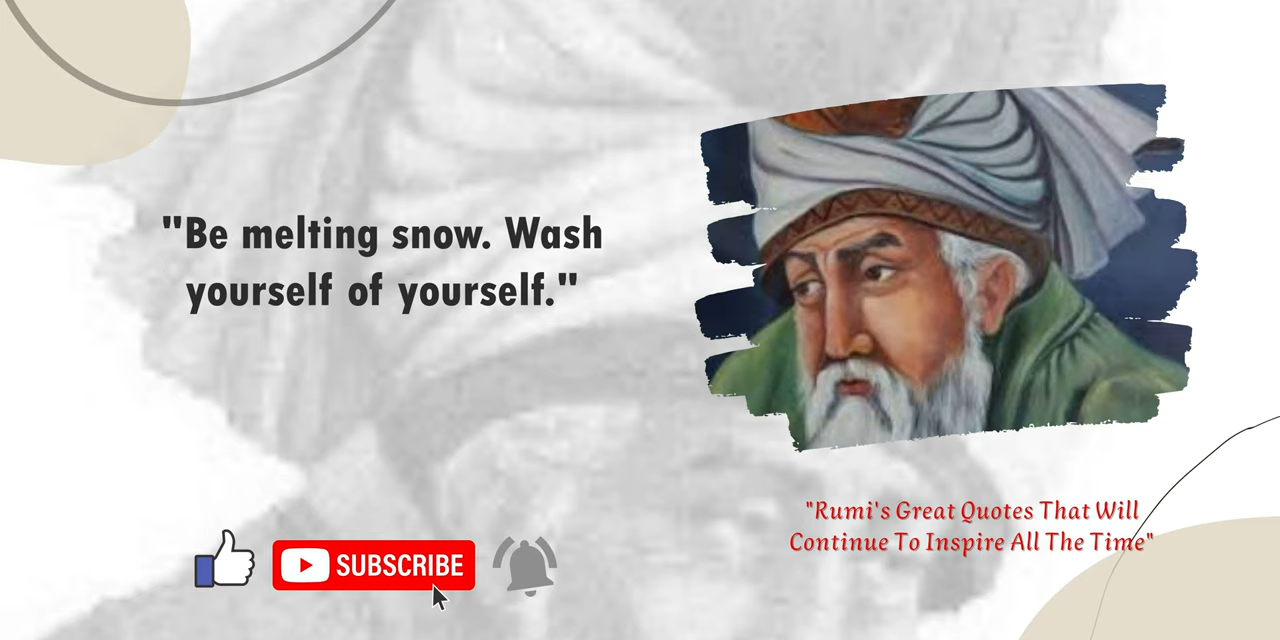 "Be melting snow. Wash
yourself of yourself."
"Rumi's Great Quotes That Will
Continue To Inspire All The Time"
SUBSCRIBE